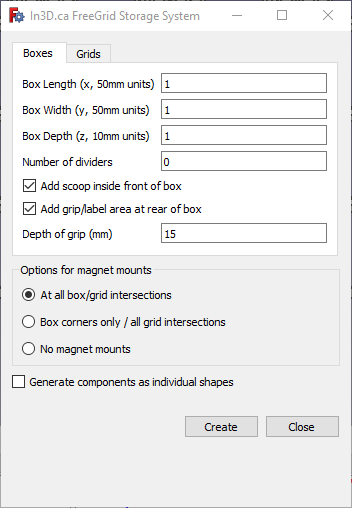 In3D.ca FreeGrid Storage System
Boxes Grids
Box Length (x, 50mm units) 1
Box Width (y, 50mm units) 1
Box Depth (z, 10mm units) 1
Number of dividers 0
Add scoop inside front of box
Add grip/label area at rear of box
Depth of grip (mm) 15
Options for magnet mounts
At all box/grid intersections
Box corners only / all grid intersections
No magnet mounts
Generate components as individual shapes
Create Close